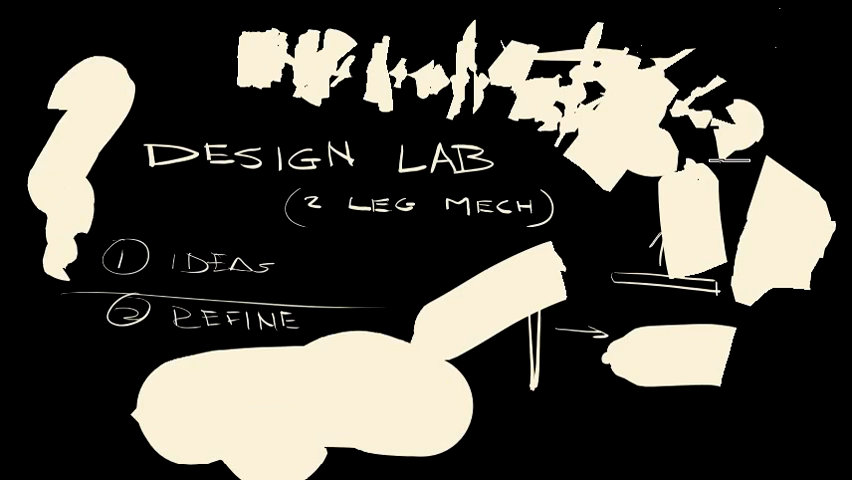 DESIGN LAB
(2 LEG MECH)
1 IDEAS
2 REFINE